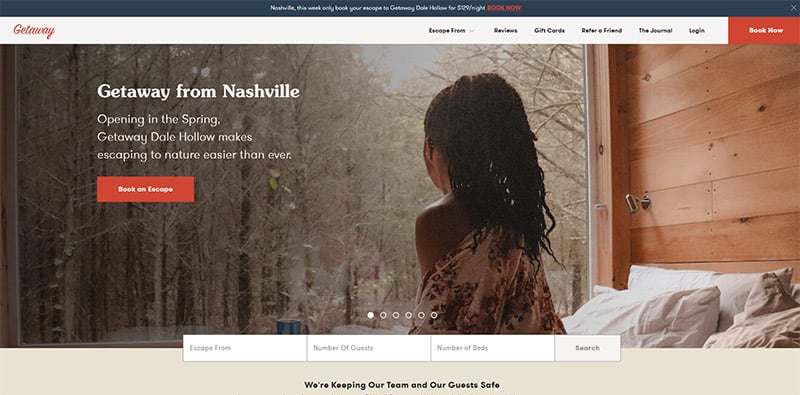 Nashville, this week only book your escape to Getaway Dale Hollow for $129/night BOOK NOW
Getaway
Escape From
Reviews
Gift Cards
Refer a Friend
The Journal
Login
Book Now
Getaway from Nashville
Opening in the Spring,
Getaway Dale Hollow makes
escaping to nature easier than ever.
Book an Escape
Escape From
Number Of Guests
Number of Beds
Search
We're Keeping Our Team and Our Guests Safe